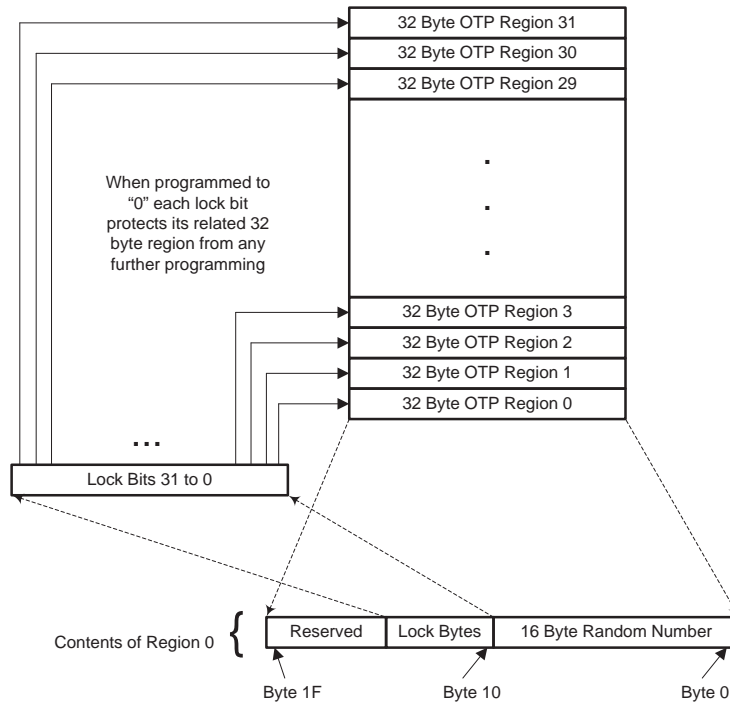 32 Byte OTP Region 31
32 Byte OTP Region 30
32 Byte OTP Region 29
.
.
.
When programmed to
“0” each lock bit
protects its related 32
byte region from any
further programming
32 Byte OTP Region 3
32 Byte OTP Region 2
32 Byte OTP Region 1
32 Byte OTP Region 0
...
Lock Bits 31 to 0
Contents of Region 0 {
Reserved
Lock Bytes
16 Byte Random Number
Byte 1F
Byte 10
Byte 0